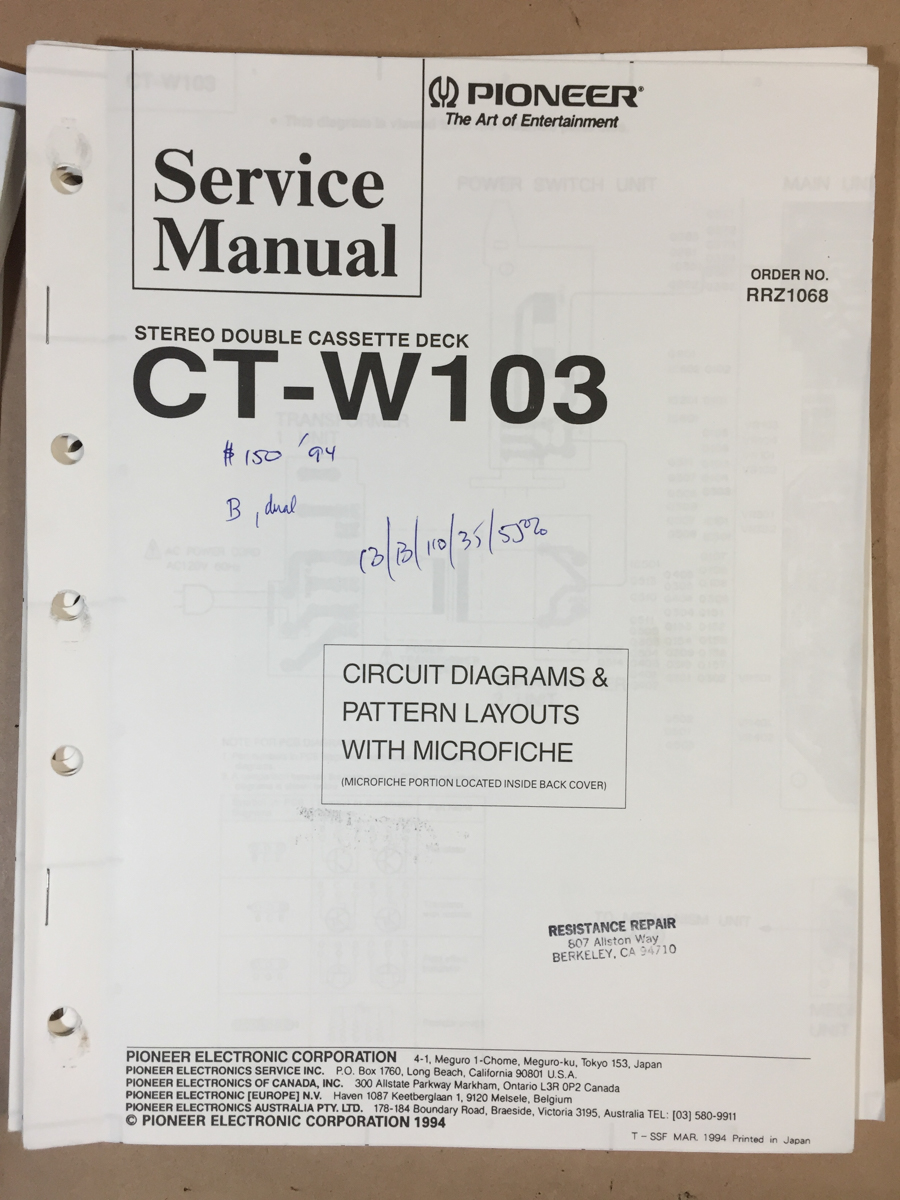 PIONEER®
The Art of Entertainment
Service
Manual
ORDER NO.
RRZ1068
STEREO DOUBLE CASSETTE DECK
CT-W103
$150 '94
B, dual
CIRCUIT DIAGRAMS &
PATTERN LAYOUTS
WITH MICROFICHE
(MICROFICHE PORTION LOCATED INSIDE BACK COVER)
RESISTANCE REPAIR
807 Allston Way
BERKELEY, CA 94710
PIONEER ELECTRONIC CORPORATION 4-1, Meguro 1-Chome, Meguro-ku, Tokyo 153, Japan
PIONEER ELECTRONICS SERVICE INC. P.O. Box 1760, Long Beach, California 90801 U.S.A.
PIONEER ELECTRONICS OF CANADA, INC. 300 Allstate Parkway Markham, Ontario L3R 0P2 Canada
PIONEER ELECTRONIC [EUROPE] N.V. Haven 1087 Keetberglaan 1, 9120 Melsele, Belgium
PIONEER ELECTRONICS AUSTRALIA PTY. LTD. 178-184 Boundary Road, Braeside, Victoria 3195, Australia TEL: [03] 580-9911
© PIONEER ELECTRONIC CORPORATION 1994
T – SSF MAR. 1994 Printed in Japan